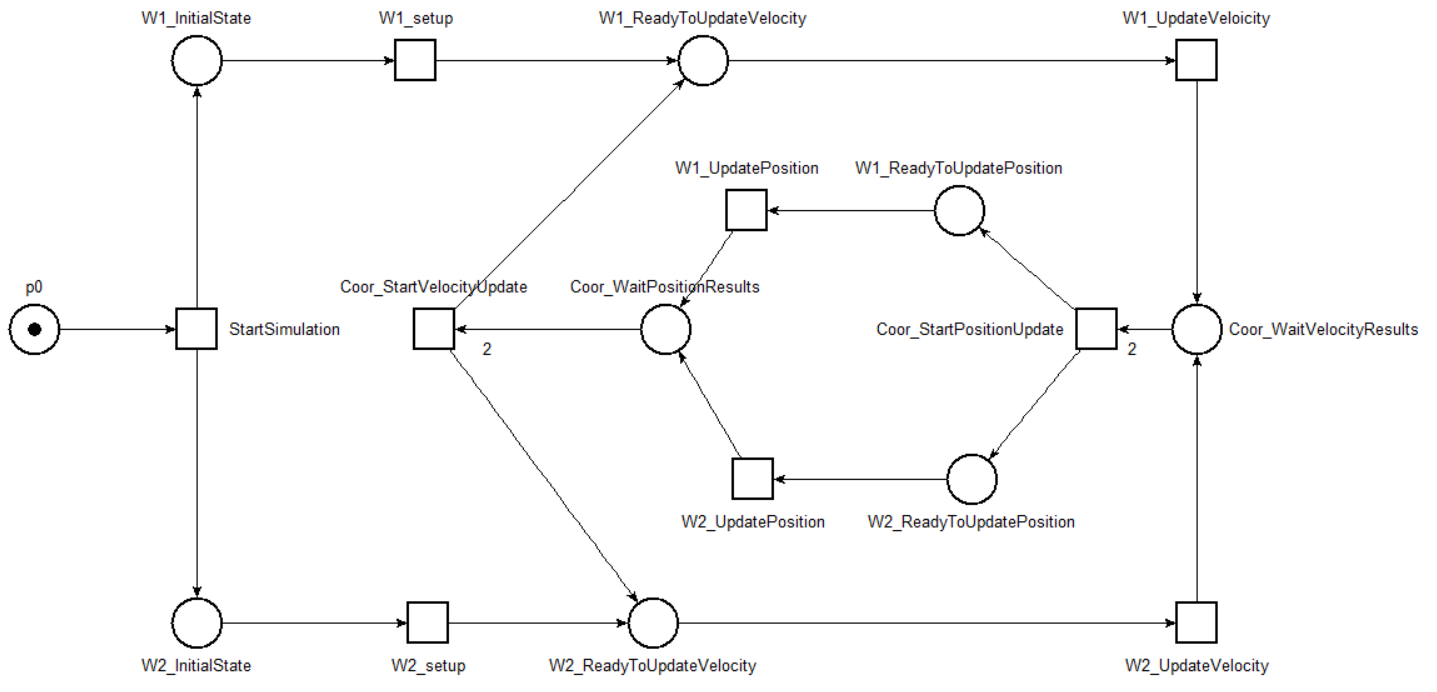 W1_InitialState
W1_setup
W1_ReadyToUpdateVelocity
W1_UpdateVeloicity
W1_UpdatePosition
W1_ReadyToUpdatePosition
p0
Coor_StartVelocityUpdate
Coor_WaitPositionResults
StartSimulation
Coor_StartPositionUpdate
Coor_WaitVelocityResults
2
2
W2_UpdatePosition
W2_ReadyToUpdatePosition
W2_InitialState
W2_setup
W2_ReadyToUpdateVelocity
W2_UpdateVelocity